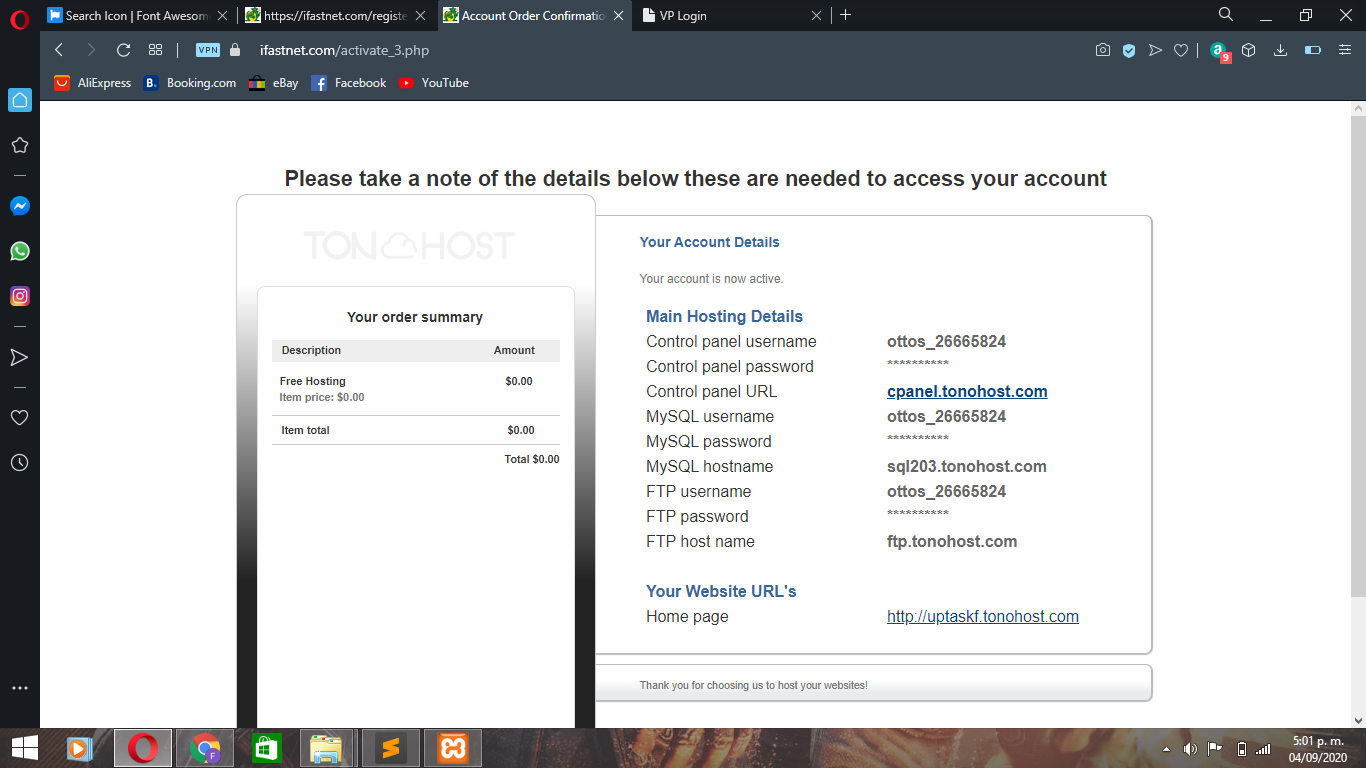 Search Icon | Font Awesom
https://ifastnet.com/registe
Account Order Confirmatio
VP Login
VPN
ifastnet.com/activate_3.php
a
9
AliExpress
B. Booking.com
eBay
Facebook
YouTube
Please take a note of the details below these are needed to access your account
TON HOST
Your order summary
Description Amount
Free Hosting $0.00
Item price: $0.00
Item total $0.00
Total $0.00
Your Account Details
Your account is now active.
Main Hosting Details
Control panel username ottos_26665824
Control panel password **********
Control panel URL cpanel.tonohost.com
MySQL username ottos_26665824
MySQL password **********
MySQL hostname sql203.tonohost.com
FTP username ottos_26665824
FTP password **********
FTP host name ftp.tonohost.com
Your Website URL's
Home page http://uptaskf.tonohost.com
Thank you for choosing us to host your websites!
F
5:01 p. m.
04/09/2020